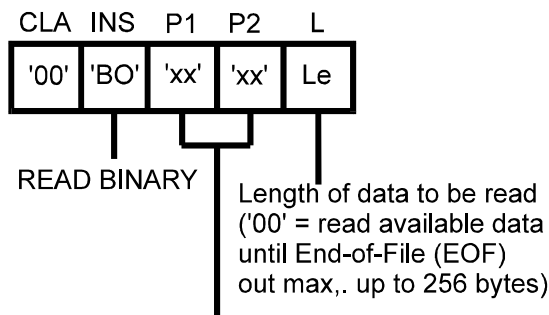 CLA INS P1 P2 L
'00' 'BO' 'xx' 'xx' Le
READ BINARY
Length of data to be read
('00' = read available data
until End-of-File (EOF)
out max,. up to 256 bytes)